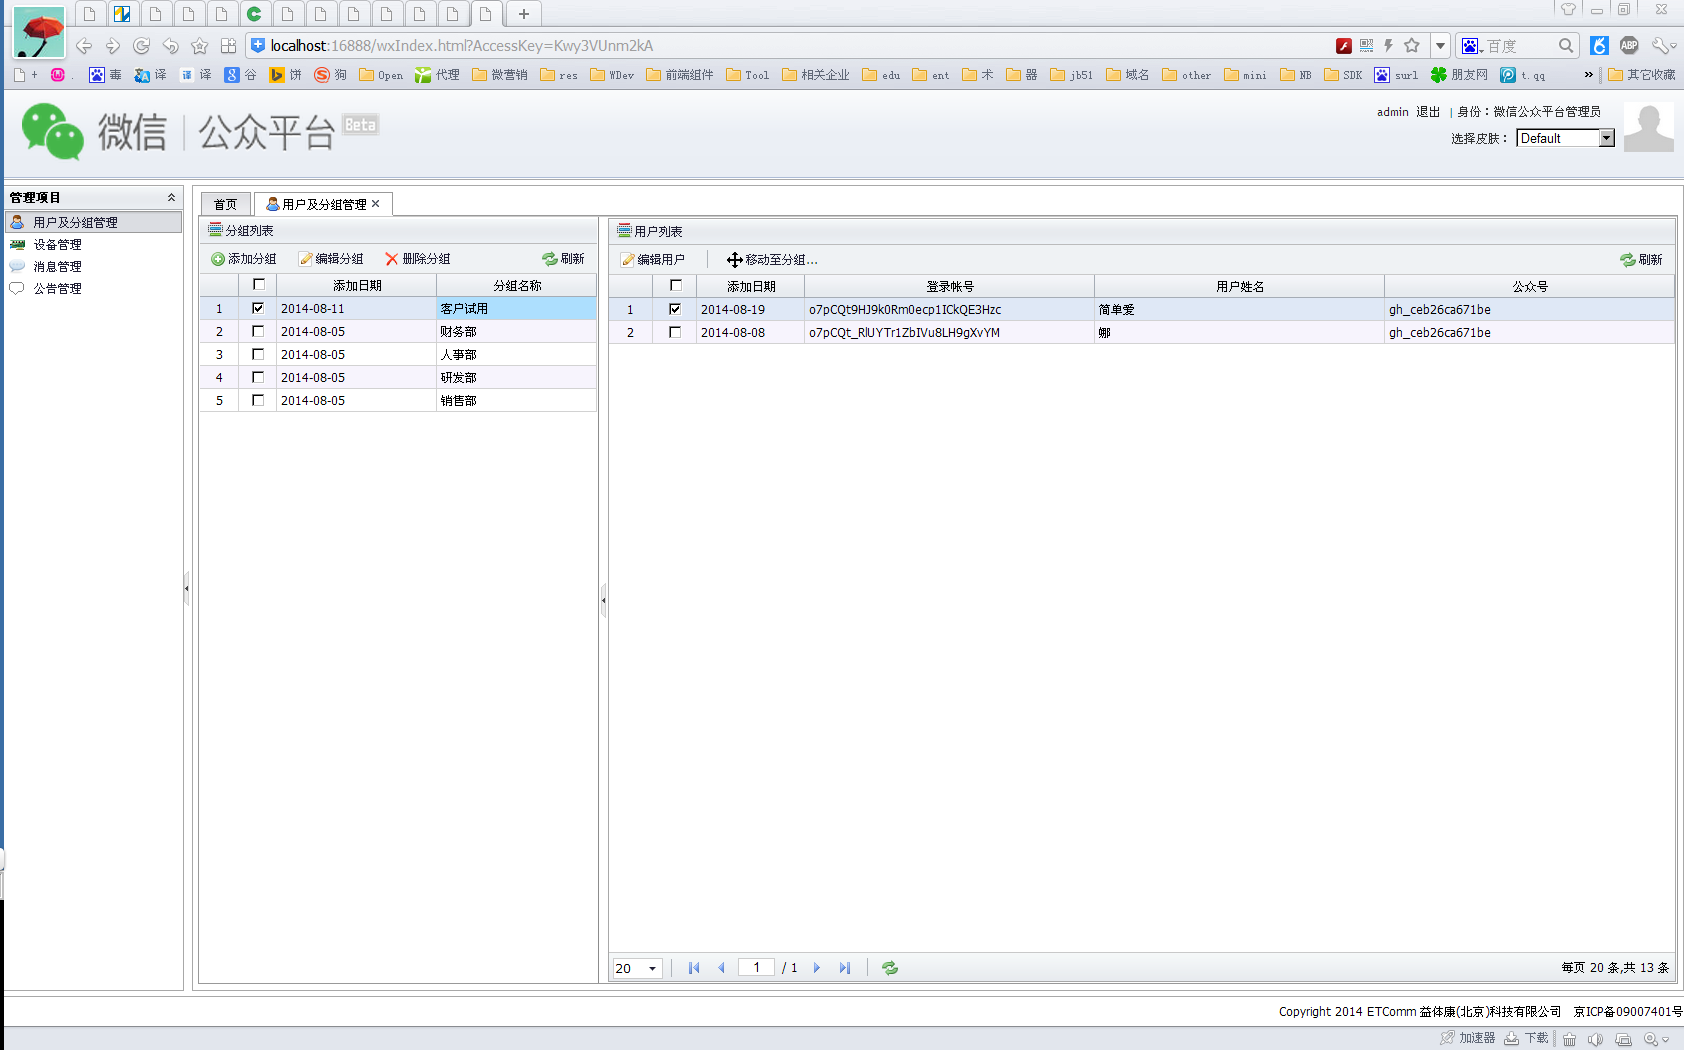 localhost:16888/wxIndex.html?AccessKey=Kwy3VUnm2kA
百度
ABP
+ . 毒 译 译 谷 饼 狗 Open 代理 微营销 res WDev 前端组件 Tool 相关企业 edu ent 术 器 jb51 域名 other mini NB SDK surl 朋友网 t.qq » 其它收藏
微信 公众平台 Beta
admin 退出 | 身份：微信公众平台管理员
选择皮肤： Default
管理项目
用户及分组管理
设备管理
消息管理
公告管理
首页 用户及分组管理
分组列表
添加分组 编辑分组 删除分组 刷新
添加日期 分组名称
1 2014-08-11 客户试用
2 2014-08-05 财务部
3 2014-08-05 人事部
4 2014-08-05 研发部
5 2014-08-05 销售部
用户列表
编辑用户 移动至分组... 刷新
添加日期 登录帐号 用户姓名 公众号
1 2014-08-19 o7pCQt9HJ9k0Rm0ecp1ICkQE3Hzc 简单爱 gh_ceb26ca671be
2 2014-08-08 o7pCQt_RlUYTr1ZbIVu8LH9gXvYM 娜 gh_ceb26ca671be
20 1 / 1 每页 20 条,共 13 条
Copyright 2014 ETComm 益体康(北京)科技有限公司 京ICP备09007401号
加速器 下载